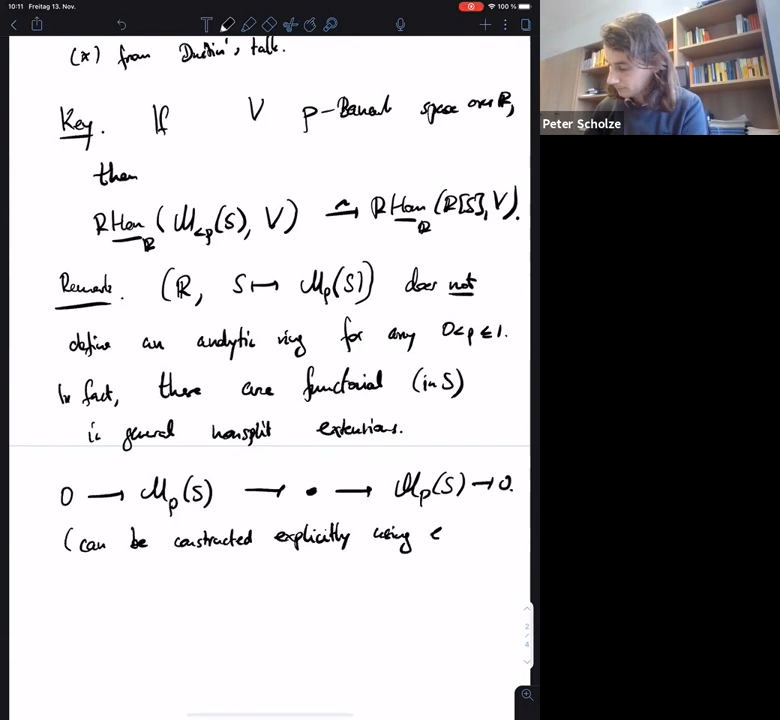 10:11 Freitag 13. Nov.
100 %
(*) from Dustin's talk.
Key. If V p-Banach space over ℝ,
then
RHom_ℝ (M_{<p}(S), V) ⥲ RHom_ℝ (ℝ[S], V).
Remark. (ℝ, S ↦ M_p(S)) does not
define an analytic ring for any 0<p≤1.
In fact, there are functorial (in S)
in general nonsplit extensions.
0 → M_p(S) → • → M_p(S) → 0.
(can be constructed explicitly using e
2
/
4
Peter Scholze